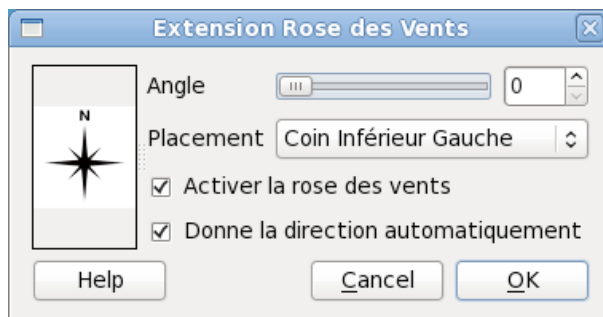 Extension Rose des Vents
N
Angle 0
Placement Coin Inférieur Gauche
Activer la rose des vents
Donne la direction automatiquement
Help Cancel OK